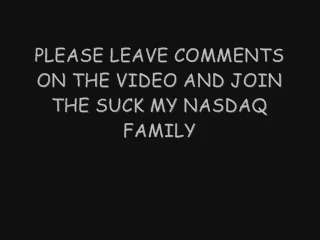 PLEASE LEAVE COMMENTS
ON THE VIDEO AND JOIN
THE SUCK MY NASDAQ
FAMILY